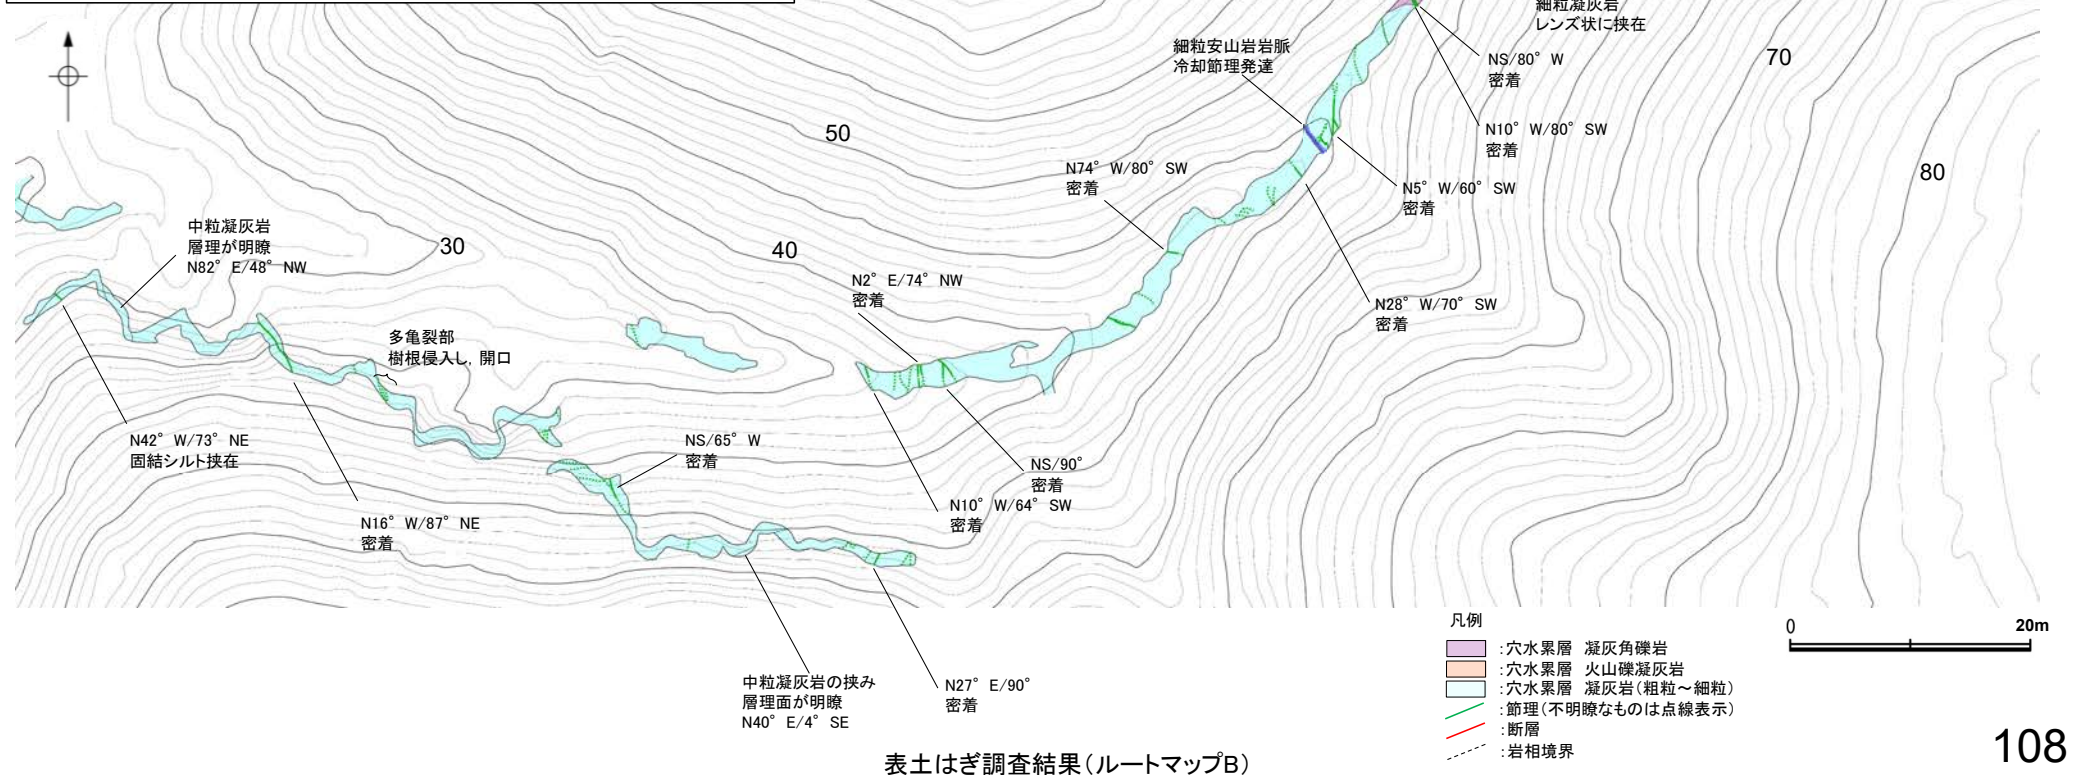 細粒凝灰岩
レンズ状に挟在
細粒安山岩岩脈
冷却節理発達
NS/80°W
密着
70
50
N10°W/80°SW
密着
N74°W/80°SW
密着
N5°W/60°SW
密着
80
中粒凝灰岩
層理が明瞭
N82°E/48°NW
30
40
N2°E/74°NW
密着
N28°W/70°SW
密着
多亀裂部
樹根侵入し,開口
N42°W/73°NE
固結シルト挟在
NS/65°W
密着
NS/90°
密着
N10°W/64°SW
密着
N16°W/87°NE
密着
中粒凝灰岩の挟み
層理面が明瞭
N40°E/4°SE
N27°E/90°
密着
凡例
:穴水累層 凝灰角礫岩
:穴水累層 火山礫凝灰岩
:穴水累層 凝灰岩(粗粒～細粒)
:節理(不明瞭なものは点線表示)
:断層
:岩相境界
0 20m
表土はぎ調査結果(ルートマップB)
108